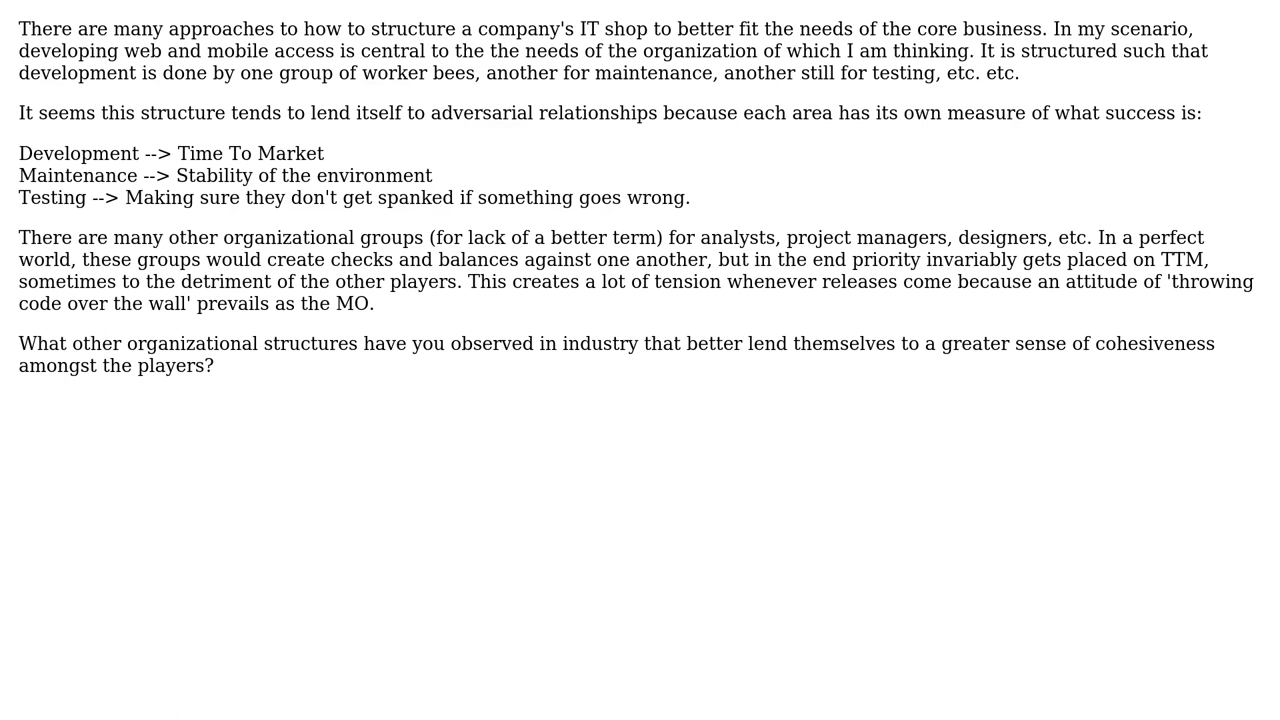 There are many approaches to how to structure a company's IT shop to better fit the needs of the core business. In my scenario,
developing web and mobile access is central to the the needs of the organization of which I am thinking. It is structured such that
development is done by one group of worker bees, another for maintenance, another still for testing, etc. etc.
It seems this structure tends to lend itself to adversarial relationships because each area has its own measure of what success is:
Development --> Time To Market
Maintenance --> Stability of the environment
Testing --> Making sure they don't get spanked if something goes wrong.
There are many other organizational groups (for lack of a better term) for analysts, project managers, designers, etc. In a perfect
world, these groups would create checks and balances against one another, but in the end priority invariably gets placed on TTM,
sometimes to the detriment of the other players. This creates a lot of tension whenever releases come because an attitude of 'throwing
code over the wall' prevails as the MO.
What other organizational structures have you observed in industry that better lend themselves to a greater sense of cohesiveness
amongst the players?